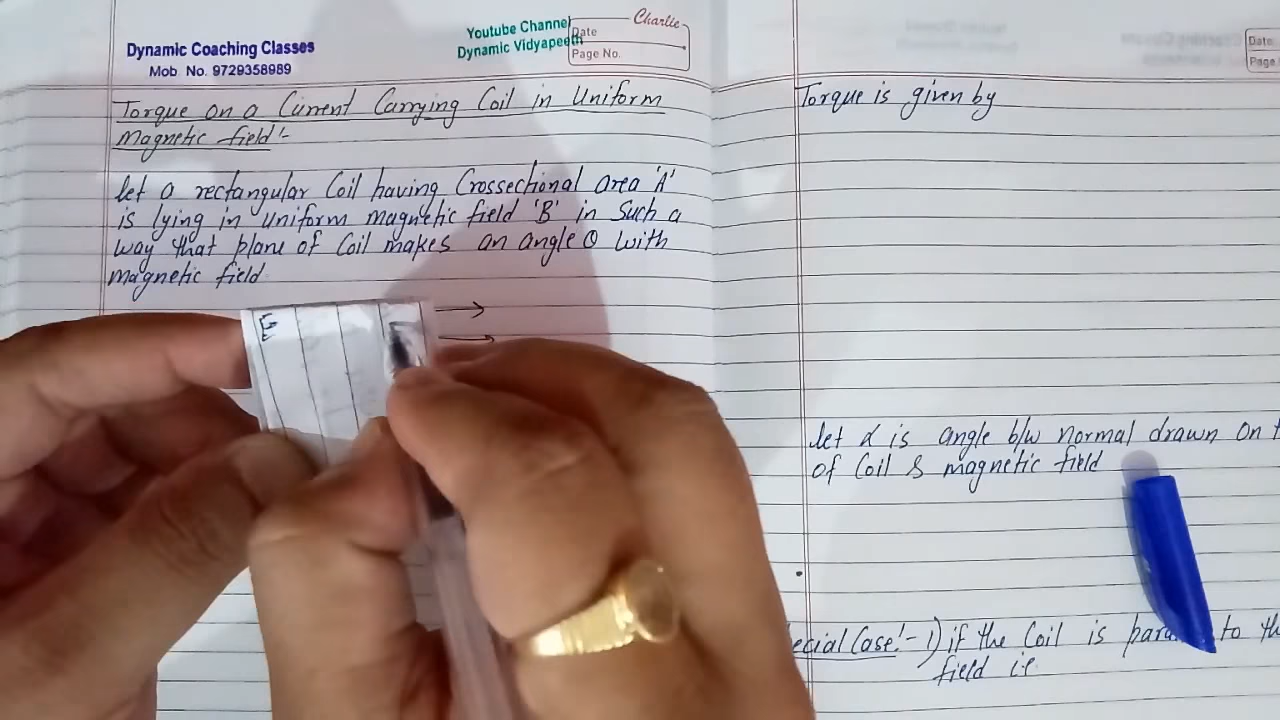 Dynamic Coaching Classes
Mob. No. 9729358989
Youtube Channel
Dynamic Vidyapeeth
Charlie
Date
Page No.
Torque on a Current Carrying Coil in Uniform
Magnetic field :-
let a rectangular Coil having Crossectional area 'A'
is lying in uniform magnetic field 'B' in Such a
way that plane of Coil makes an angle θ with
magnetic field
E
Date
Page
Torque is given by
let α is angle b/w normal drawn on
of Coil & magnetic field
ecial Case :- 1) if the Coil is to th
field i.e